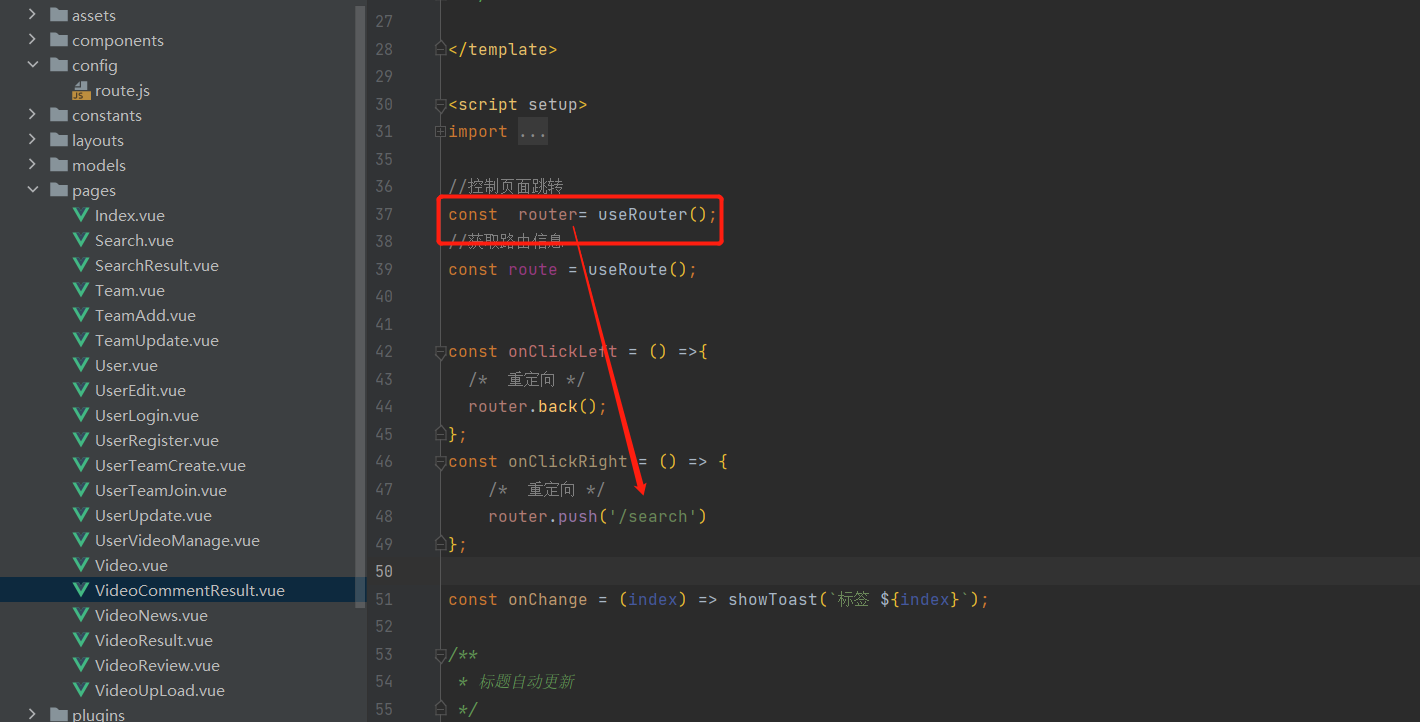 assets
components
config
route.js
constants
layouts
models
pages
Index.vue
Search.vue
SearchResult.vue
Team.vue
TeamAdd.vue
TeamUpdate.vue
User.vue
UserEdit.vue
UserLogin.vue
UserRegister.vue
UserTeamCreate.vue
UserTeamJoin.vue
UserUpdate.vue
UserVideoManage.vue
Video.vue
VideoCommentResult.vue
VideoNews.vue
VideoResult.vue
VideoReview.vue
VideoUpLoad.vue
plugins
27
28 </template>
29
30 <script setup>
31 import ...
35
36 //控制页面跳转
37 const  router= useRouter();
38 //获取路由信息
39 const route = useRoute();
40
41
42 const onClickLeft = () =>{
43 /*  重定向 */
44 router.back();
45 };
46 const onClickRight = () => {
47 /*  重定向 */
48 router.push('/search')
49 };
50
51 const onChange = (index) => showToast(`标签 ${index}`);
52
53 /**
54 * 标题自动更新
55 */